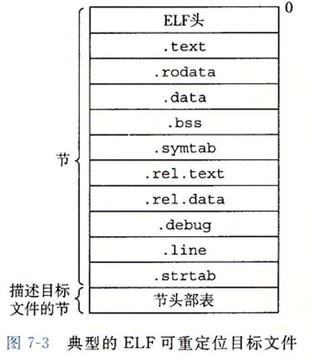 0
ELF头
.text
.rodata
.data
.bss
.symtab
.rel.text
.rel.data
.debug
.line
.strtab
节头部表
节
描述目标
文件的节
图 7-3 典型的 ELF 可重定位目标文件